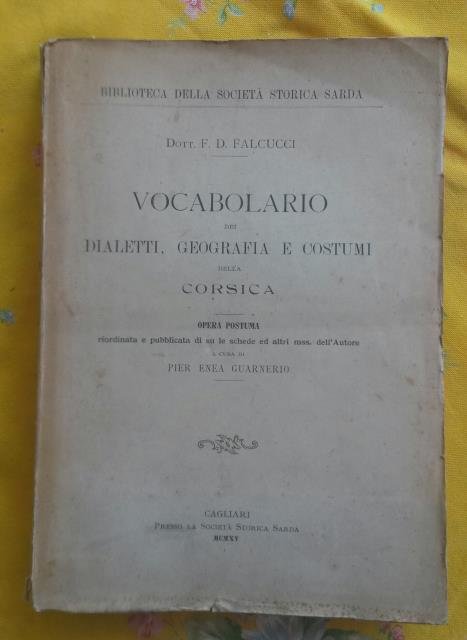 BIBLIOTECA DELLA SOCIETÀ STORICA SARDA
DOTT. F. D. FALCUCCI
VOCABOLARIO
DEI
DIALETTI, GEOGRAFIA E COSTUMI
DELLA
CORSICA
OPERA POSTUMA
riordinata e pubblicata di su le schede ed altri mss. dell'Autore
A CURA DI
PIER ENEA GUARNERIO
CAGLIARI
PRESSO LA SOCIETÀ STORICA SARDA
MCMXV